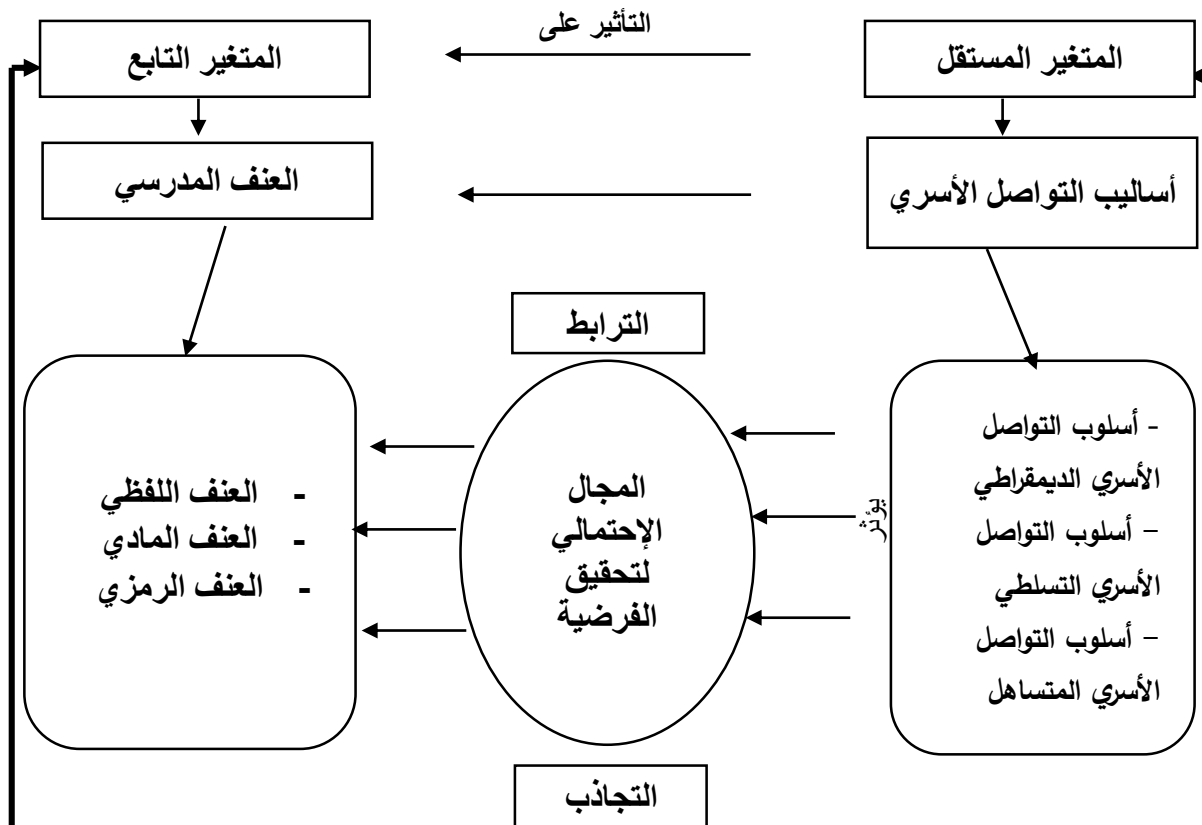 التأثير على
المتغير المستقل
المتغير التابع
أساليب التواصل الأسري
العنف المدرسي
الترابط
- أسلوب التواصل
الأسري الديمقراطي
- أسلوب التواصل
الأسري التسلطي
- أسلوب التواصل
الأسري المتساهل
يؤثر
المجال
الإحتمالي
لتحقيق
الفرضية
- العنف اللفظي
- العنف المادي
- العنف الرمزي
التجاذب